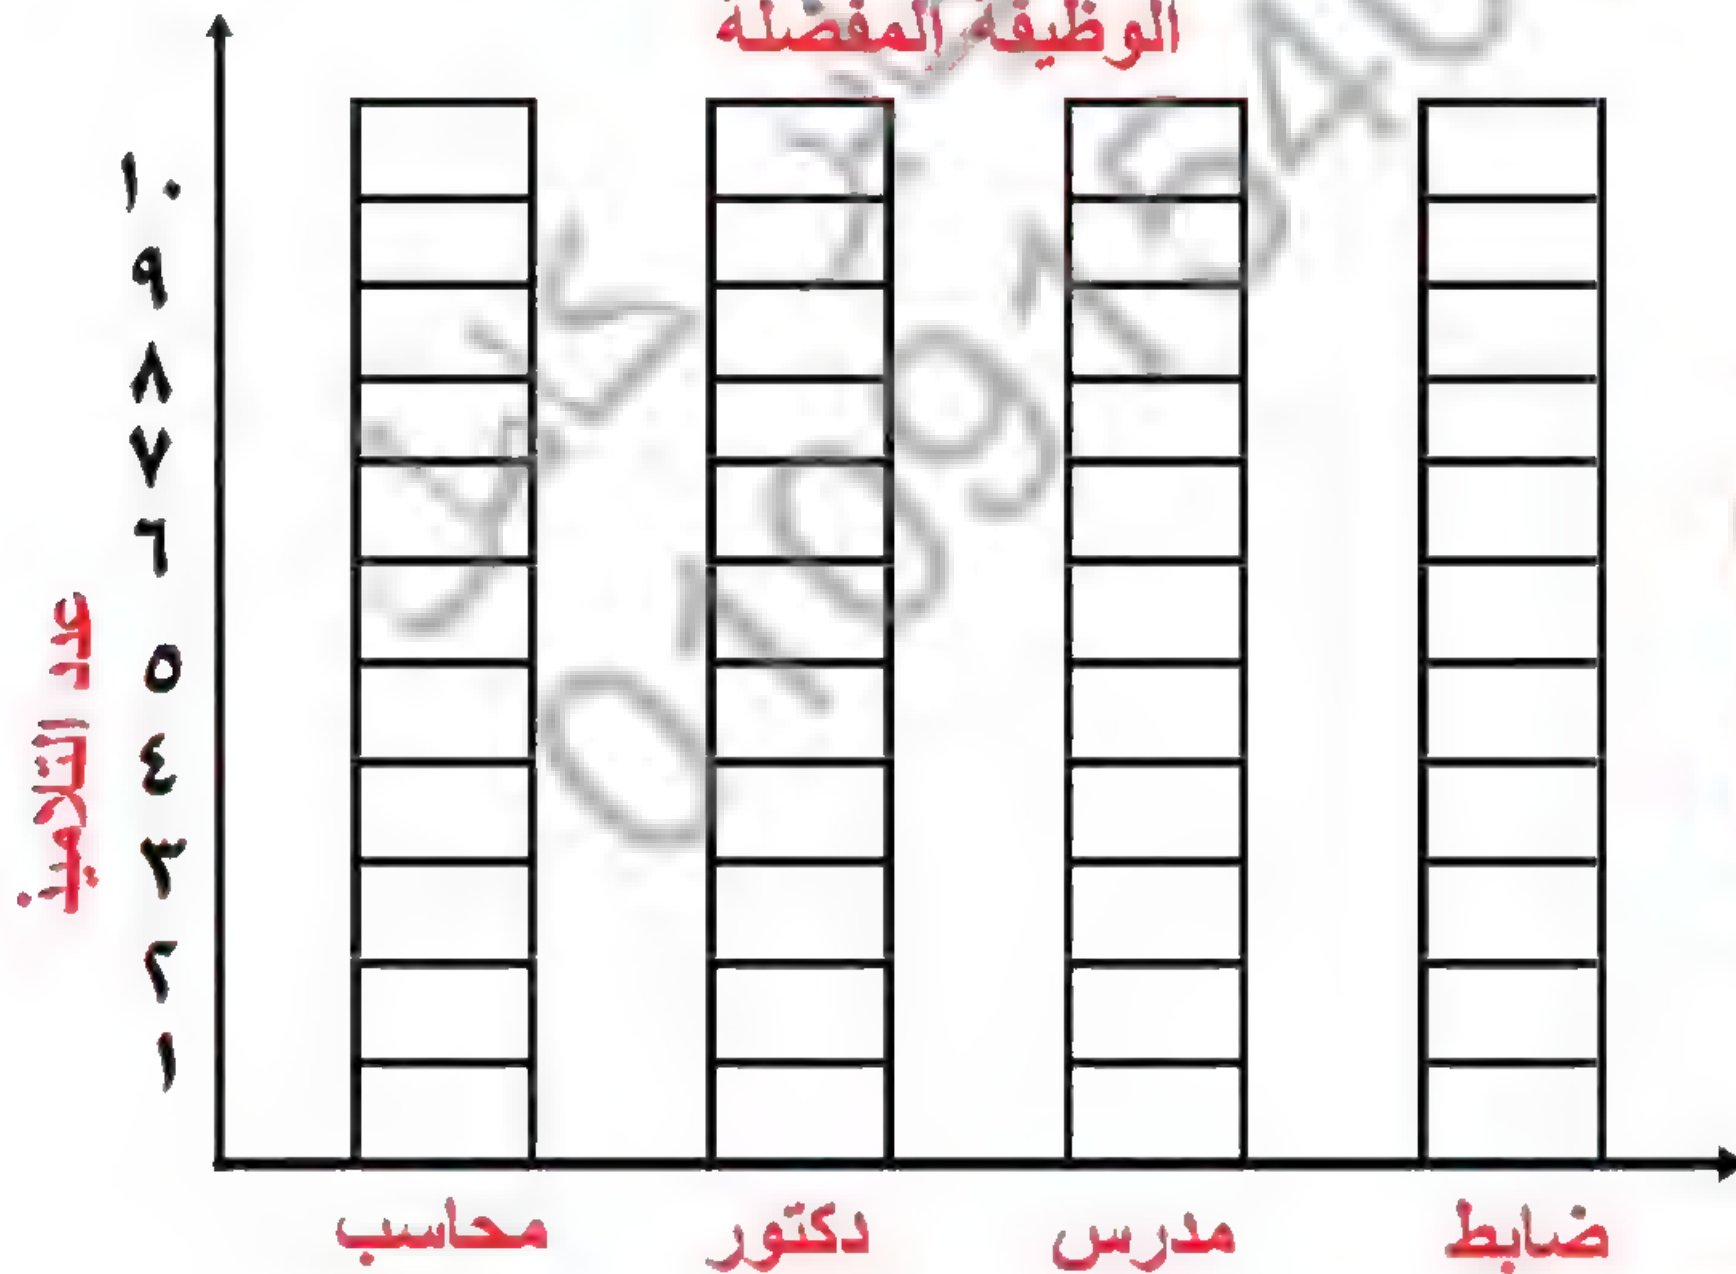 الوظيفة المفضلة
١٠
٩
٨
٧
٦
٥
٤
٣
٢
١
عدد التلاميذ
محاسب
دكتور
مدرس
ضابط